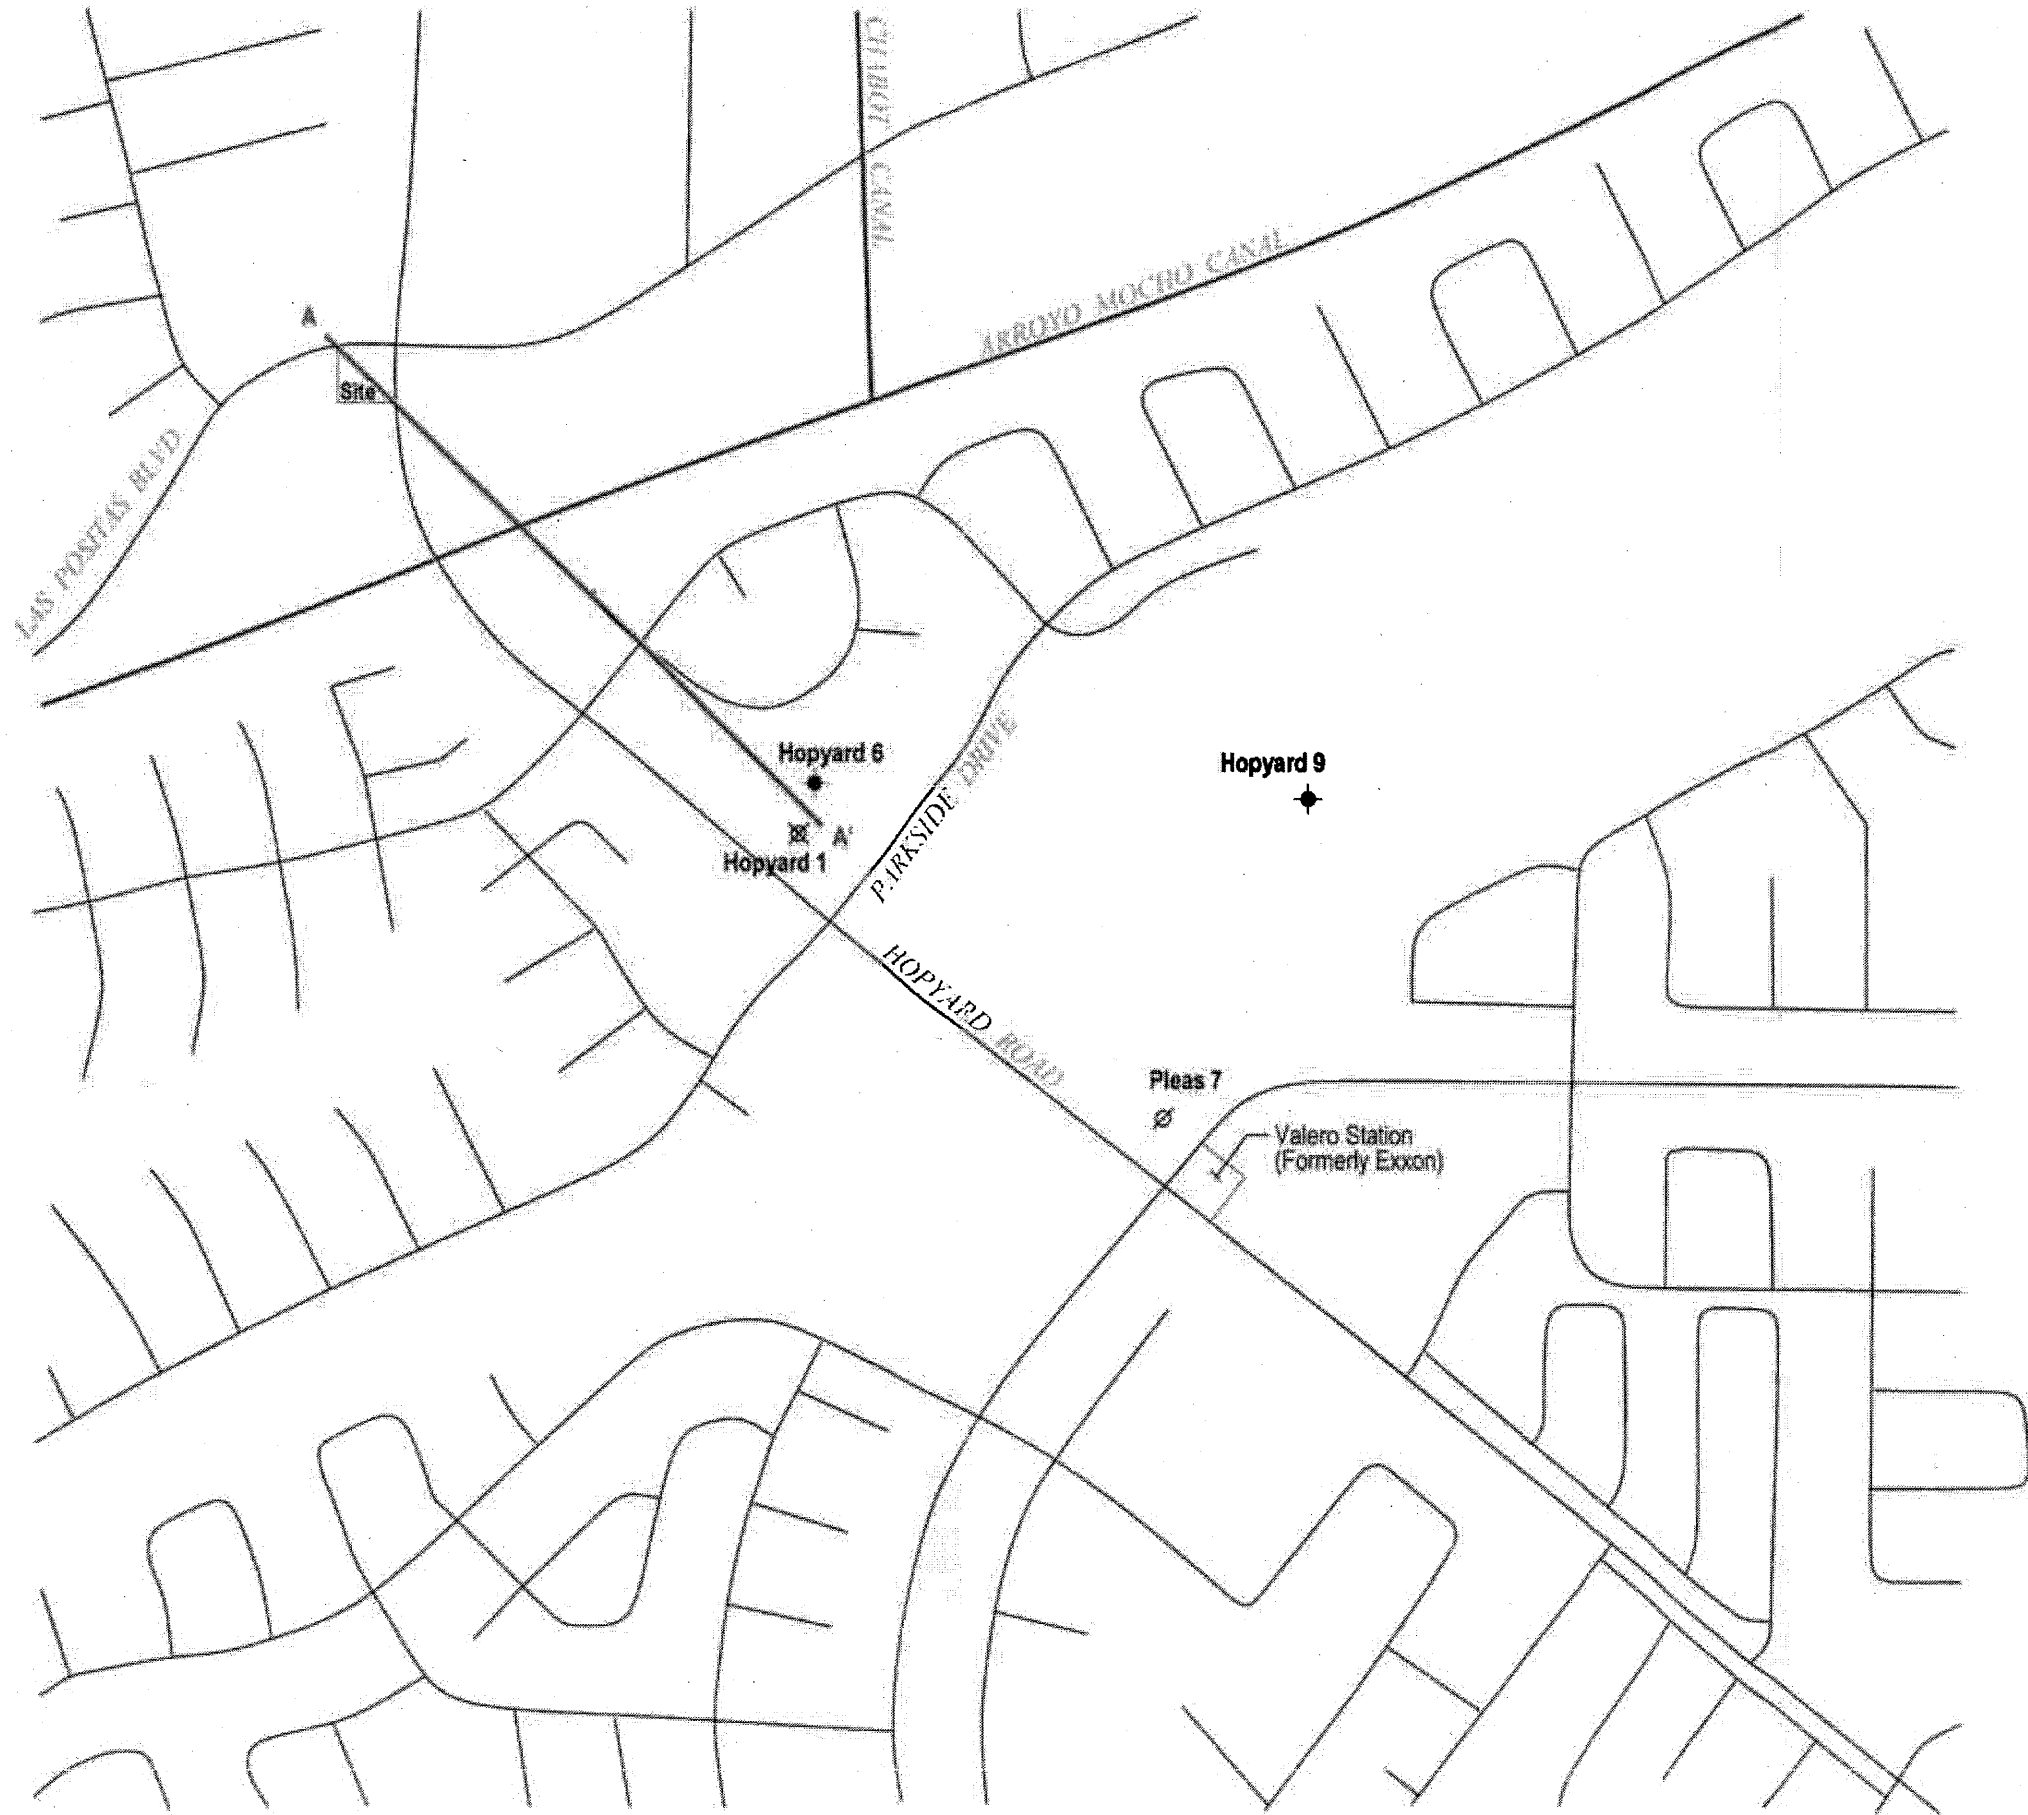 CHABOT CANAL
ARROYO MOCHO CANAL
A
Site
LAS POSITAS BLVD
Hopyard 6
Hopyard 9
PARKSIDE DRIVE
A'
Hopyard 1
HOPYARD ROAD
Pleas 7
Valero Station
(Formerly Exxon)